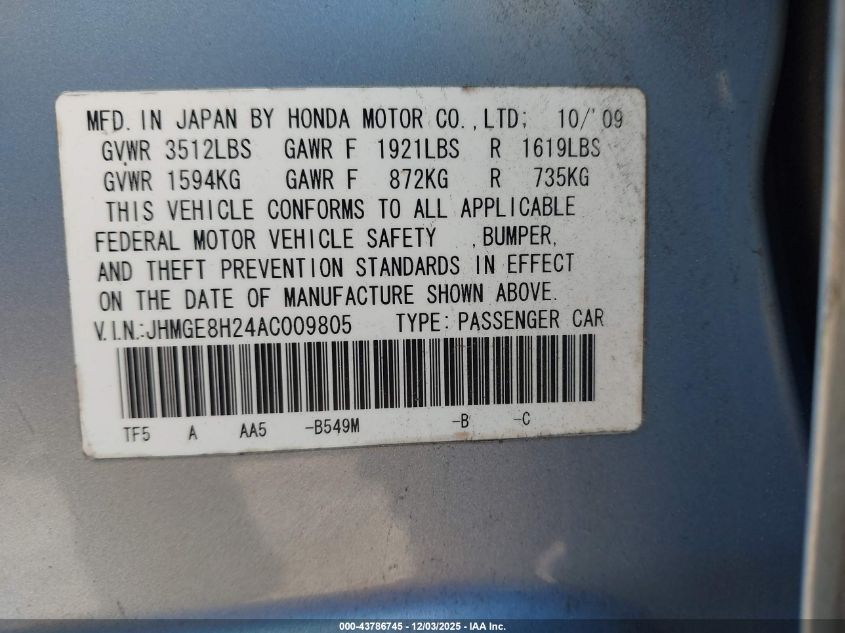 MFD. IN JAPAN BY HONDA MOTOR CO.,LTD; 10/'09
GVWR 3512LBS GAWR F 1921LBS R 1619LBS
GVWR 1594KG GAWR F 872KG R 735KG
THIS VEHICLE CONFORMS TO ALL APPLICABLE
FEDERAL MOTOR VEHICLE SAFETY ,BUMPER,
AND THEFT PREVENTION STANDARDS IN EFFECT
ON THE DATE OF MANUFACTURE SHOWN ABOVE.
V.I.N.:JHMGE8H24AC009805 TYPE:PASSENGER CAR
TF5 A AA5 -B549M -B -C
000-43786745 - 12/03/2025 - IAA Inc.